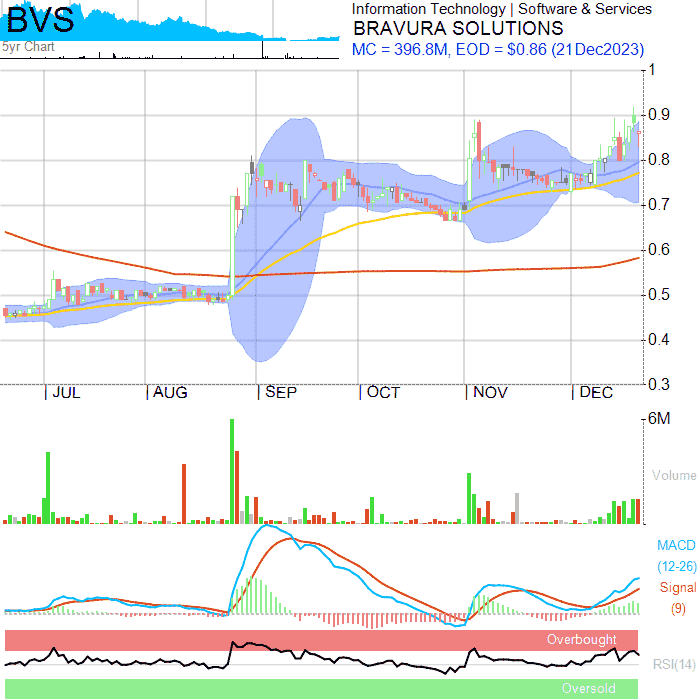 BVS
5yr Chart
Information Technology | Software & Services
BRAVURA SOLUTIONS
MC = 396.8M, EOD = $0.86 (21Dec2023)
1
0.9
0.8
0.7
0.6
0.5
0.4
0.3
JUL
AUG
SEP
OCT
NOV
DEC
6M
Volume
MACD
(12-26)
Signal
(9)
Overbought
RSI(14)
Oversold